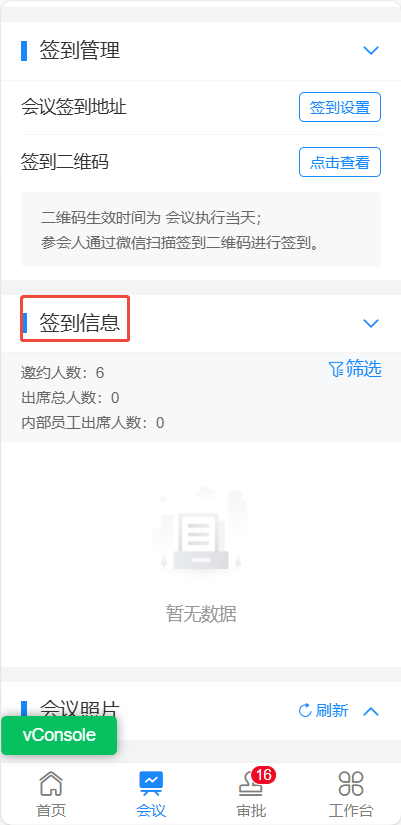 签到管理
会议签到地址
签到设置
签到二维码
点击查看
二维码生效时间为 会议执行当天；
参会人通过微信扫描签到二维码进行签到。
签到信息
邀约人数：6
筛选
出席总人数：0
内部员工出席人数：0
暂无数据
会议照片
刷新
vConsole
16
首页
会议
审批
工作台